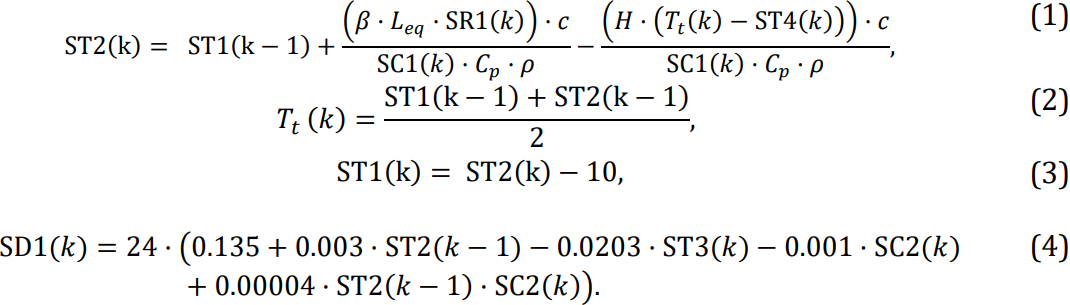 ST2(k) = ST1(k − 1) + (β · L_eq · SR1(k)) · c / SC1(k) · C_p · ρ − (H · (T_t(k) − ST4(k))) · c / SC1(k) · C_p · ρ, (1)
T_t (k) = ST1(k − 1) + ST2(k − 1) / 2, (2)
ST1(k) = ST2(k) − 10, (3)
SD1(k) = 24 · (0.135 + 0.003 · ST2(k − 1) − 0.0203 · ST3(k) − 0.001 · SC2(k) (4)
+ 0.00004 · ST2(k − 1) · SC2(k)).